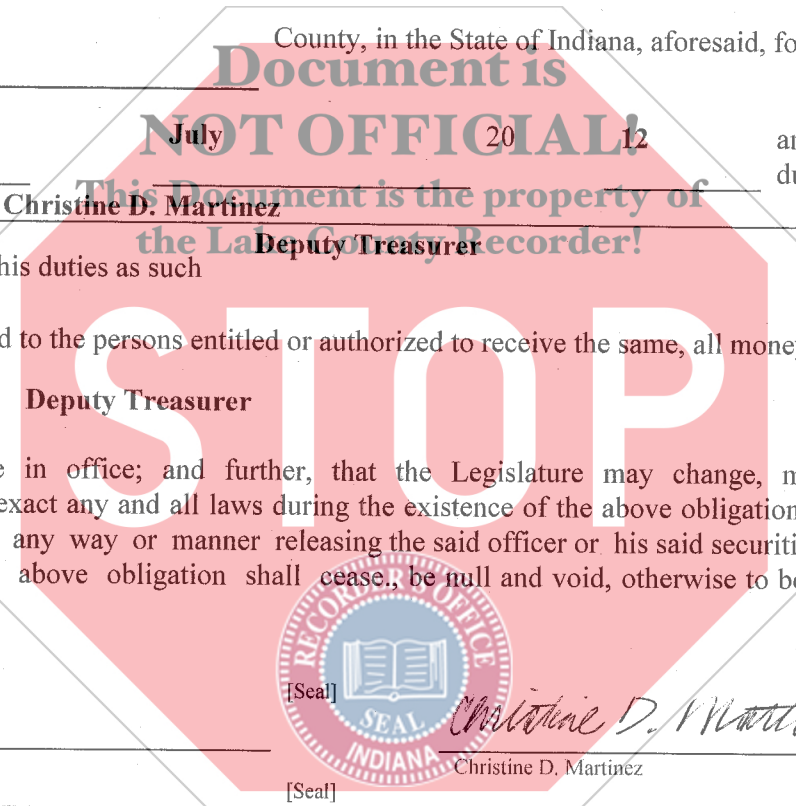 County, in the State of Indiana, aforesaid, fo
Document is
NOT OFFICIAL!
July 20 12 an
This Document is the property of
du
Christine D. Martinez
the Lake County Recorder!
Deputy Treasurer
his duties as such
d to the persons entitled or authorized to receive the same, all money
STOP
Deputy Treasurer
e in office; and further, that the Legislature may change, m
exact any and all laws during the existence of the above obligation
any way or manner releasing the said officer or his said securiti
above obligation shall cease., be null and void, otherwise to be
RECORDER'S OFFICE
[Seal]
SEAL
Christine D. Mart
INDIANA
Christine D. Martinez
[Seal]